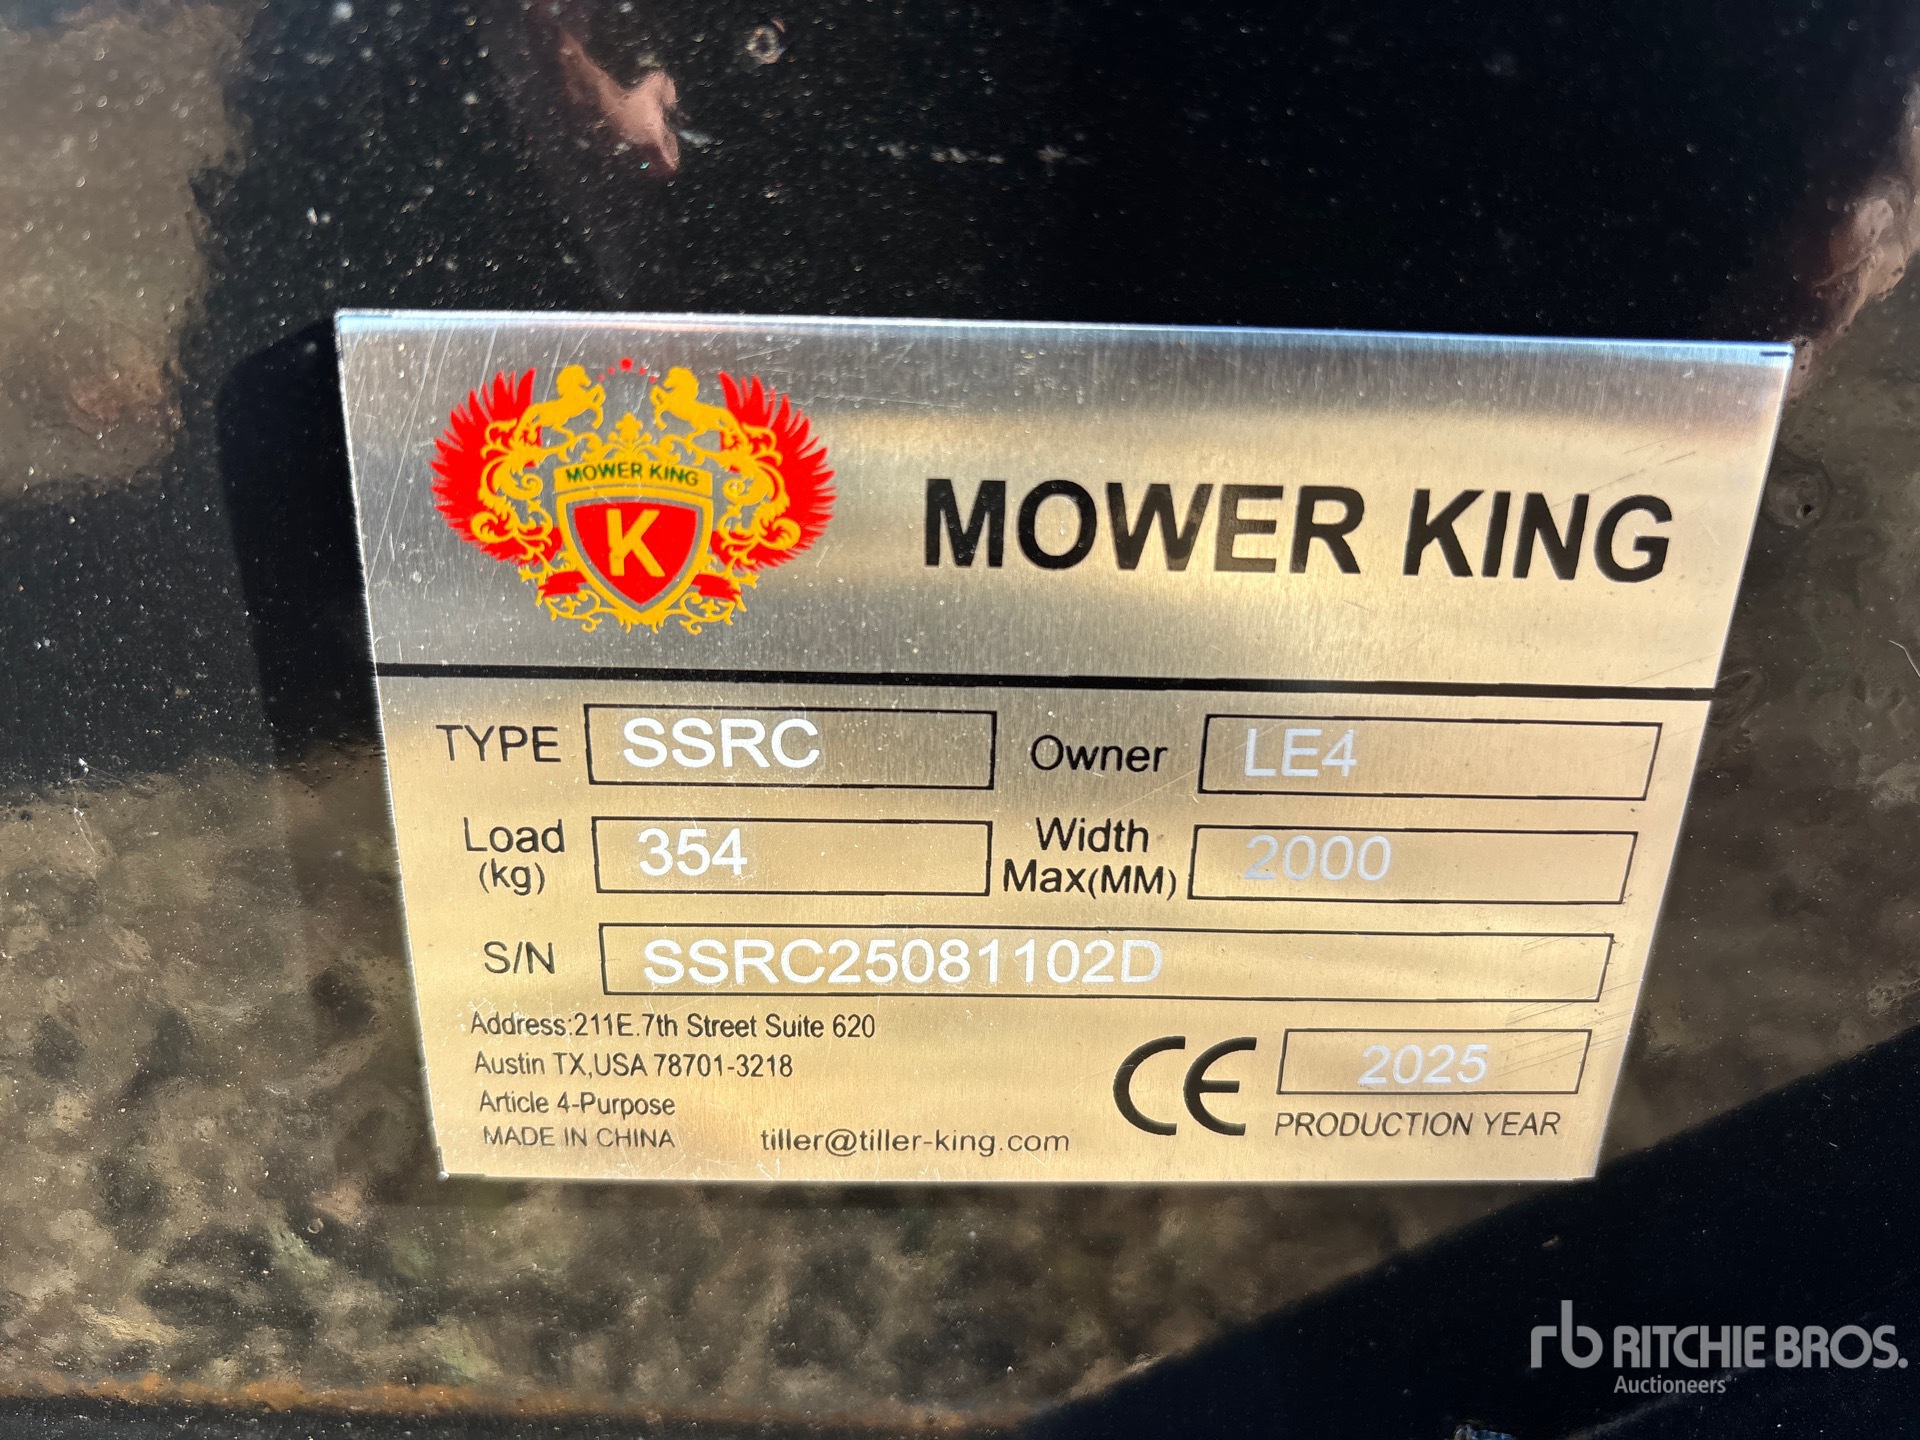 MOWER KING
K
MOWER KING
TYPE SSRC Owner LE4
Load (kg) 354 Width Max(MM) 2000
S/N SSRC25081102D
Address:211E.7th Street Suite 620
Austin TX,USA 78701-3218
Article 4-Purpose
MADE IN CHINA tiller@tiller-king.com
CE 2025
PRODUCTION YEAR
rb RITCHIE BROS.
Auctioneers